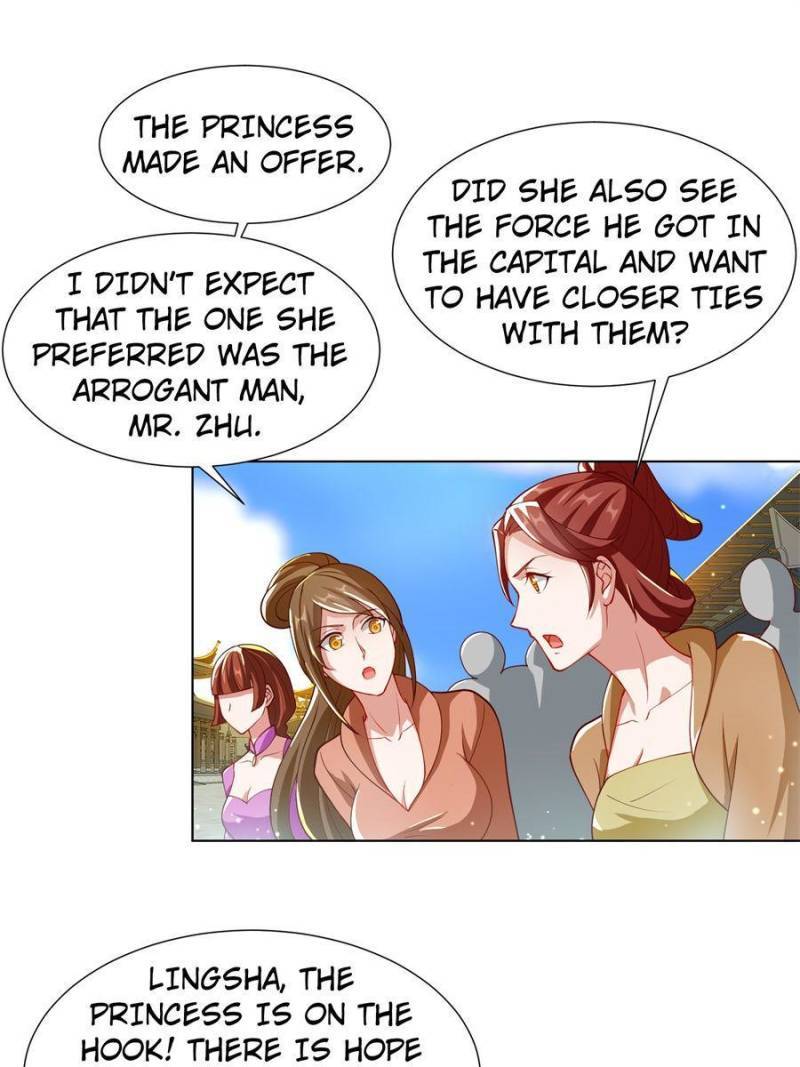 THE PRINCESS
MADE AN OFFER.
I DIDN'T EXPECT
THAT THE ONE SHE
PREFERRED WAS THE
ARROGANT MAN,
MR. ZHU.
DID SHE ALSO SEE
THE FORCE HE GOT IN
THE CAPITAL AND WANT
TO HAVE CLOSER TIES
WITH THEM?
LINGSHA, THE
PRINCESS IS ON THE
HOOK! THERE IS HOPE